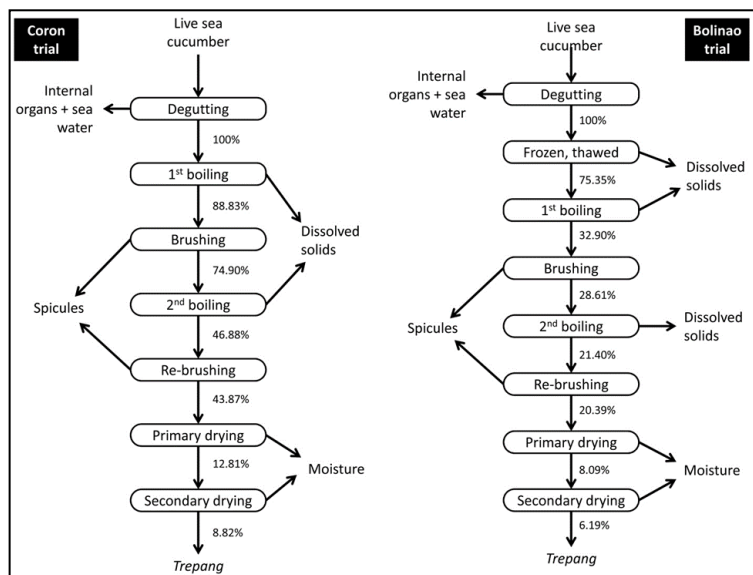 Coron
trial
Live sea
cucumber
Internal
organs + sea
water
Degutting
100%
1st boiling
88.83%
Dissolved
solids
Brushing
74.90%
Spicules
2nd boiling
46.88%
Re-brushing
43.87%
Primary drying
12.81%
Moisture
Secondary drying
8.82%
Trepang
Bolinao
trial
Live sea
cucumber
Internal
organs + sea
water
Degutting
100%
Frozen, thawed
Dissolved
solids
75.35%
1st boiling
32.90%
Brushing
28.61%
Spicules
2nd boiling
Dissolved
solids
21.40%
Re-brushing
20.39%
Primary drying
8.09%
Moisture
Secondary drying
6.19%
Trepang